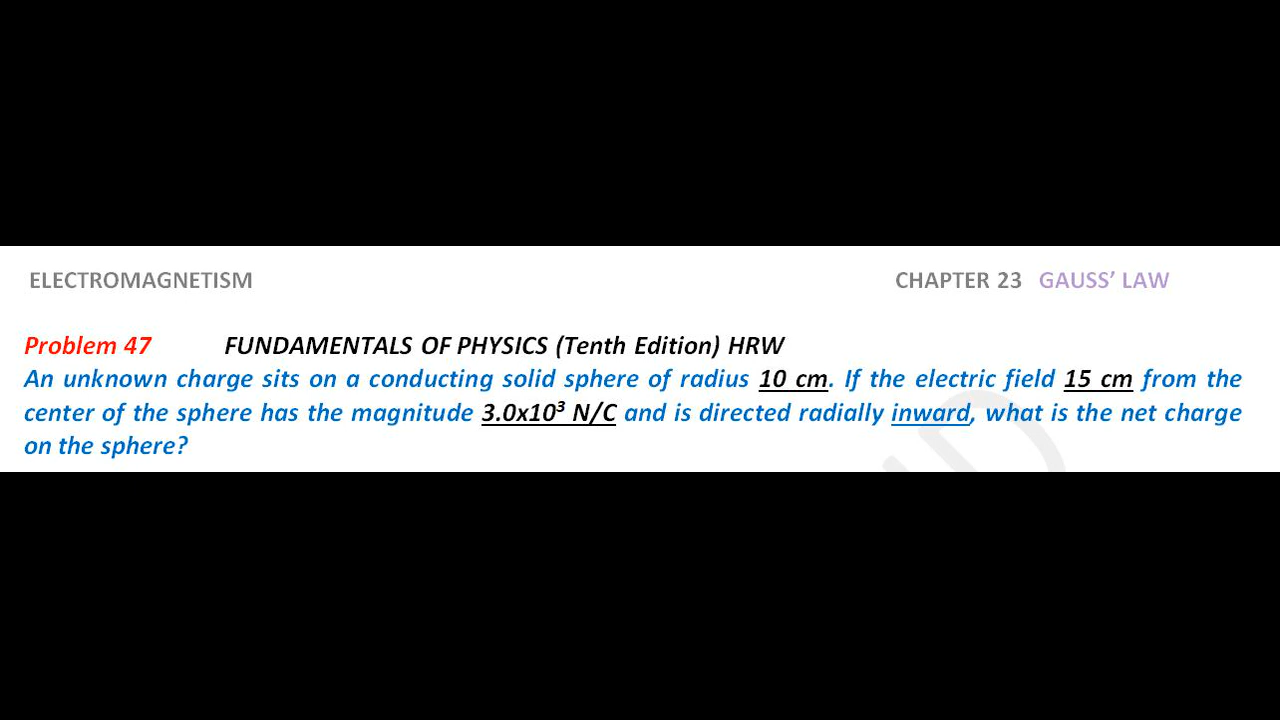 ELECTROMAGNETISM CHAPTER 23 GAUSS’ LAW
Problem 47 FUNDAMENTALS OF PHYSICS (Tenth Edition) HRW
An unknown charge sits on a conducting solid sphere of radius 10 cm. If the electric field 15 cm from the
center of the sphere has the magnitude 3.0x10³ N/C and is directed radially inward, what is the net charge
on the sphere?